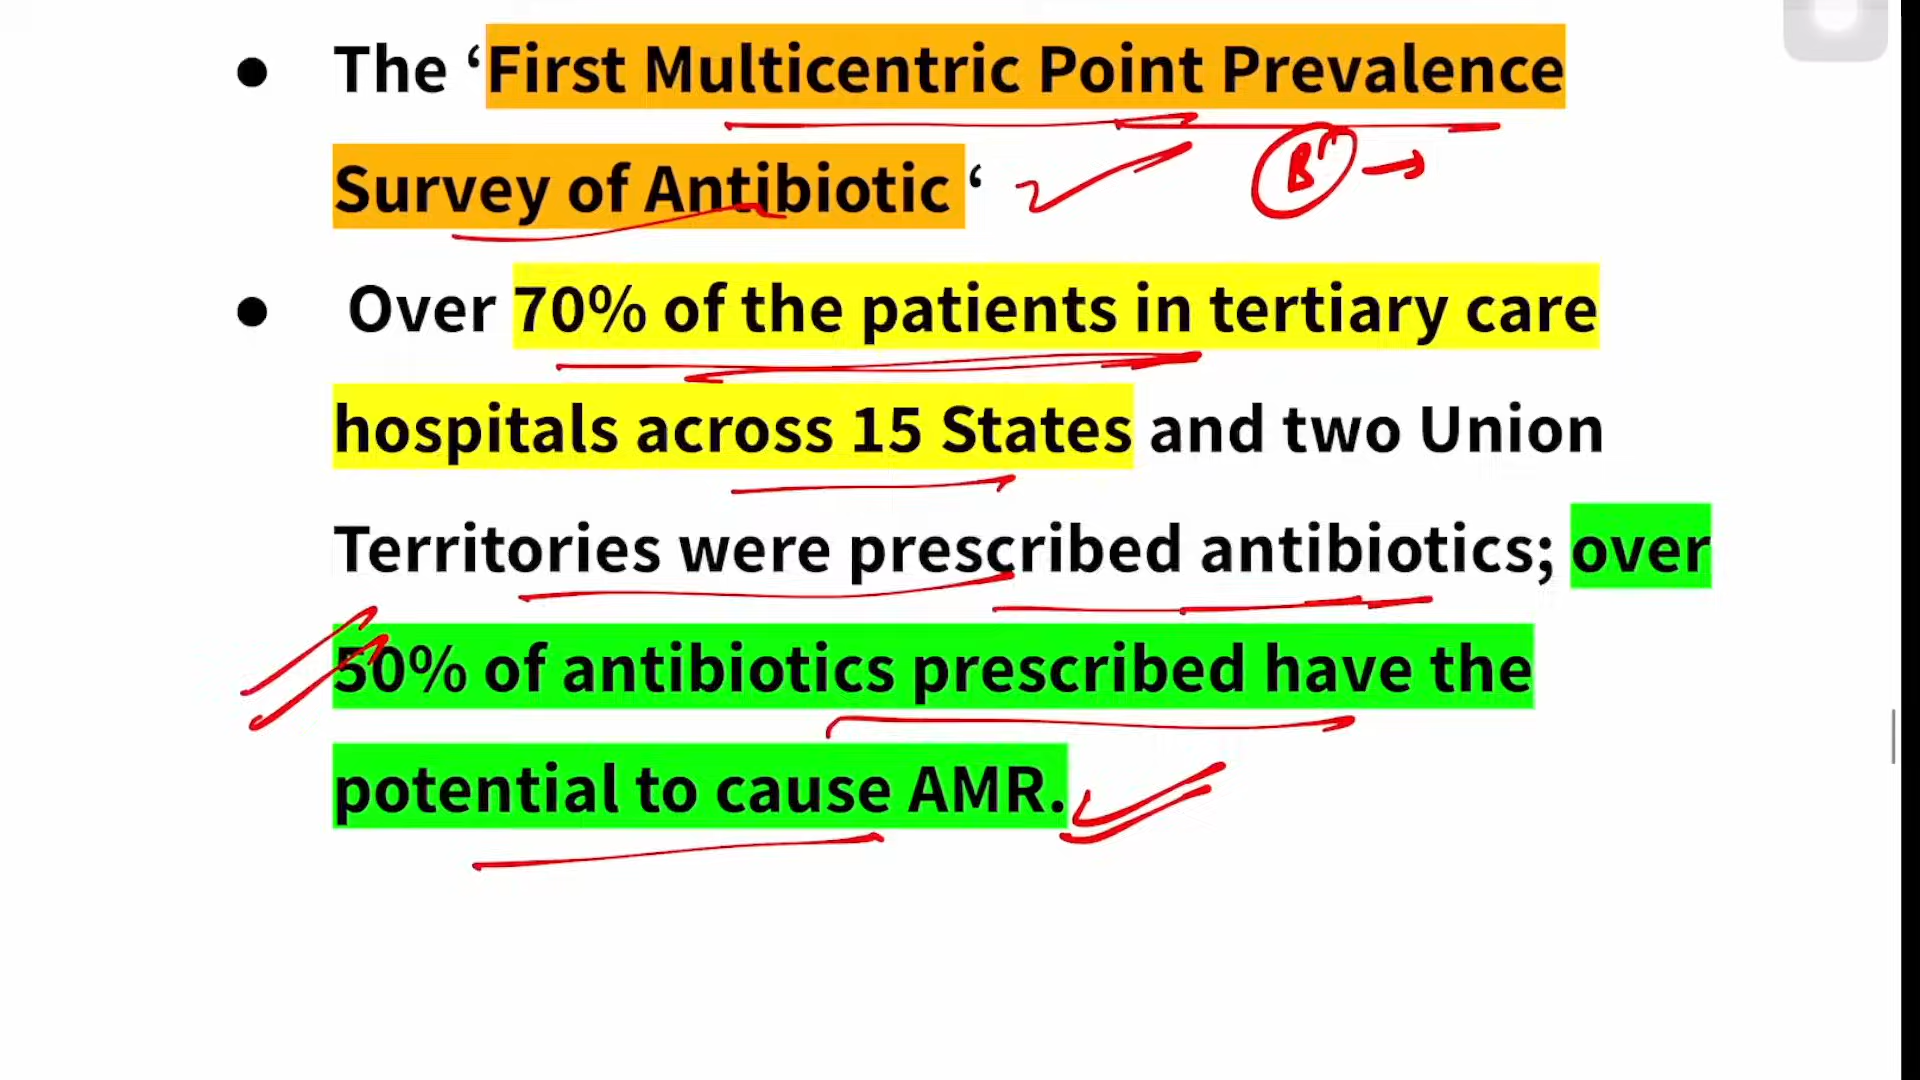 • The ‘First Multicentric Point Prevalence
Survey of Antibiotic ‘
B →
• Over 70% of the patients in tertiary care
hospitals across 15 States and two Union
Territories were prescribed antibiotics; over
50% of antibiotics prescribed have the
potential to cause AMR.